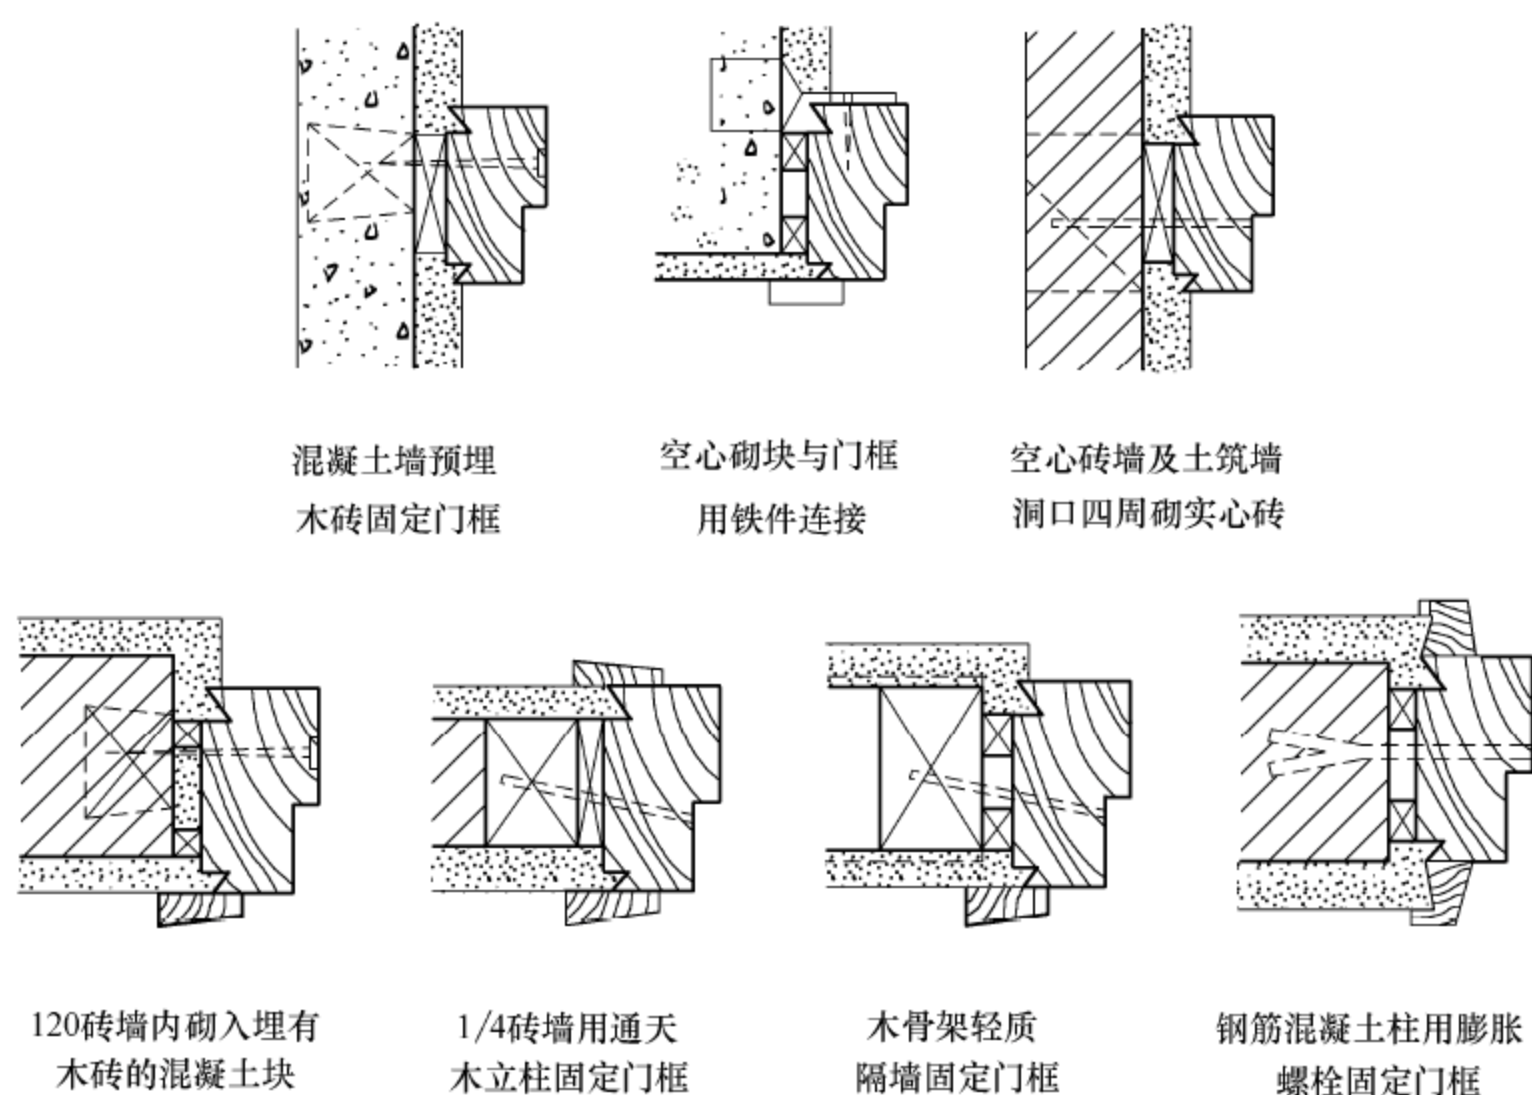 混凝土墙预埋
木砖固定门框
空心砌块与门框
用铁件连接
空心砖墙及土筑墙
洞口四周砌实心砖
120砖墙内砌入埋有
木砖的混凝土块
1/4砖墙用通天
木立柱固定门框
木骨架轻质
隔墙固定门框
钢筋混凝土柱用膨胀
螺栓固定门框